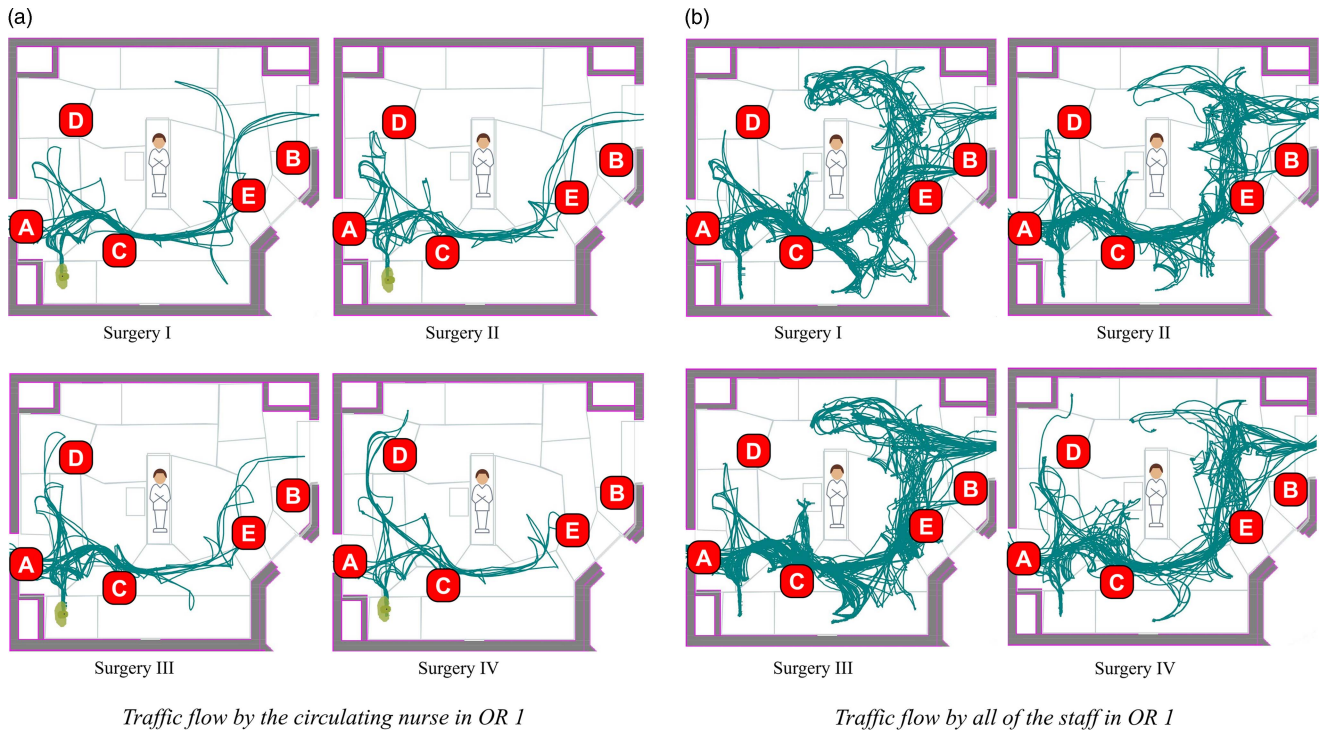 (a)
(b)
D
B
E
A
C
Surgery I
D
B
E
A
C
Surgery II
D
B
E
A
C
Surgery I
D
B
E
A
C
Surgery II
D
B
E
A
C
Surgery III
D
B
E
A
C
Surgery IV
D
B
E
A
C
Surgery III
D
B
E
A
C
Surgery IV
Traffic flow by the circulating nurse in OR 1
Traffic flow by all of the staff in OR 1